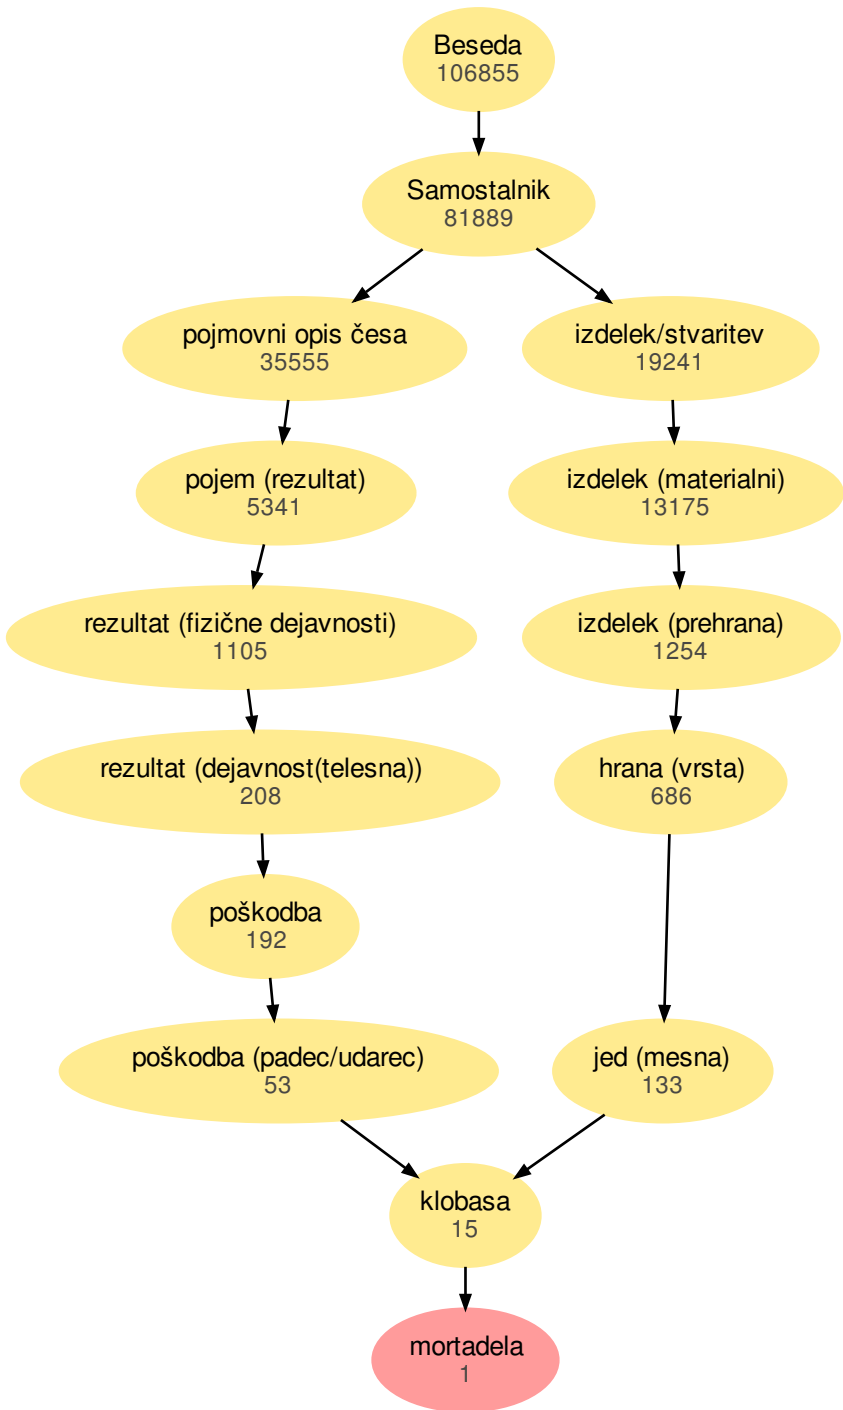 Beseda
106855
Samostalnik
81889
pojmovni opis česa
35555
izdelek/stvaritev
19241
pojem (rezultat)
5341
izdelek (materialni)
13175
rezultat (fizične dejavnosti)
1105
izdelek (prehrana)
1254
rezultat (dejavnost(telesna))
208
hrana (vrsta)
686
poškodba
192
poškodba (padec/udarec)
53
jed (mesna)
133
klobasa
15
mortadela
1